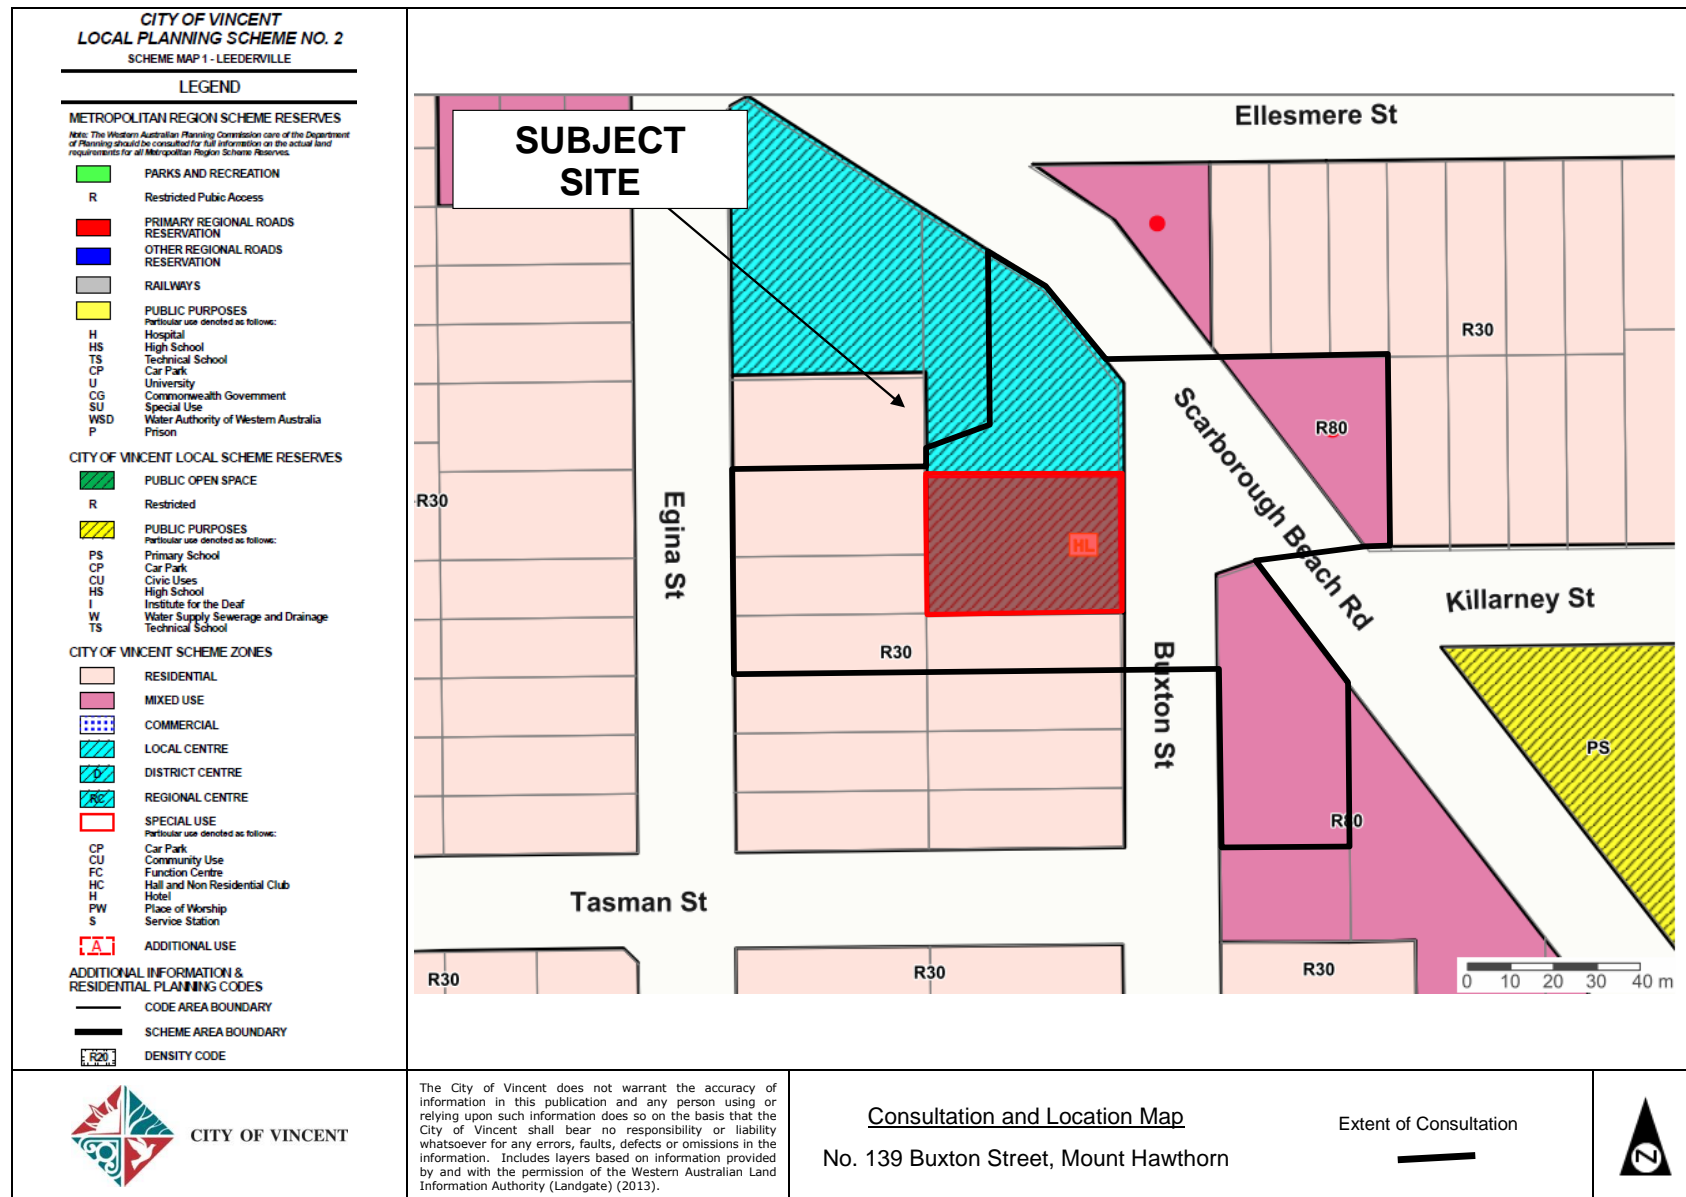 CITY OF VINCENT
LOCAL PLANNING SCHEME NO. 2
SCHEME MAP 1 - LEEDERVILLE
LEGEND
METROPOLITAN REGION SCHEME RESERVES
Note: The Western Australian Planning Commission care of the Department
of Planning should be consulted for full information on the actual land
requirements for all Metropolitan Region Scheme Reserves.
PARKS AND RECREATION
R Restricted Pubic Access
PRIMARY REGIONAL ROADS
RESERVATION
OTHER REGIONAL ROADS
RESERVATION
RAILWAYS
PUBLIC PURPOSES
Particular use denoted as follows:
H Hospital
HS High School
TS Technical School
CP Car Park
U University
CG Commonwealth Government
SU Special Use
WSD Water Authority of Western Australia
P Prison
CITY OF VINCENT LOCAL SCHEME RESERVES
PUBLIC OPEN SPACE
R Restricted
PUBLIC PURPOSES
Particular use denoted as follows:
PS Primary School
CP Car Park
CU Civic Uses
HS High School
I Institute for the Deaf
W Water Supply Sewerage and Drainage
TS Technical School
CITY OF VINCENT SCHEME ZONES
RESIDENTIAL
MIXED USE
COMMERCIAL
LOCAL CENTRE
D DISTRICT CENTRE
RC REGIONAL CENTRE
SPECIAL USE
Particular use denoted as follows:
CP Car Park
CU Community Use
FC Function Centre
HC Hall and Non Residential Club
H Hotel
PW Place of Worship
S Service Station
A ADDITIONAL USE
ADDITIONAL INFORMATION &
RESIDENTIAL PLANNING CODES
CODE AREA BOUNDARY
SCHEME AREA BOUNDARY
R20 DENSITY CODE
SUBJECT
SITE
Ellesmere St
R30
Scarborough Beach Rd
R80
R30
Egina St
HL
Killarney St
R30
Buxton St
PS
R80
Tasman St
R30
R30
R30
0 10 20 30 40 m
CITY OF VINCENT
The City of Vincent does not warrant the accuracy of
information in this publication and any person using or
relying upon such information does so on the basis that the
City of Vincent shall bear no responsibility or liability
whatsoever for any errors, faults, defects or omissions in the
information. Includes layers based on information provided
by and with the permission of the Western Australian Land
Information Authority (Landgate) (2013).
Consultation and Location Map
No. 139 Buxton Street, Mount Hawthorn
Extent of Consultation
N